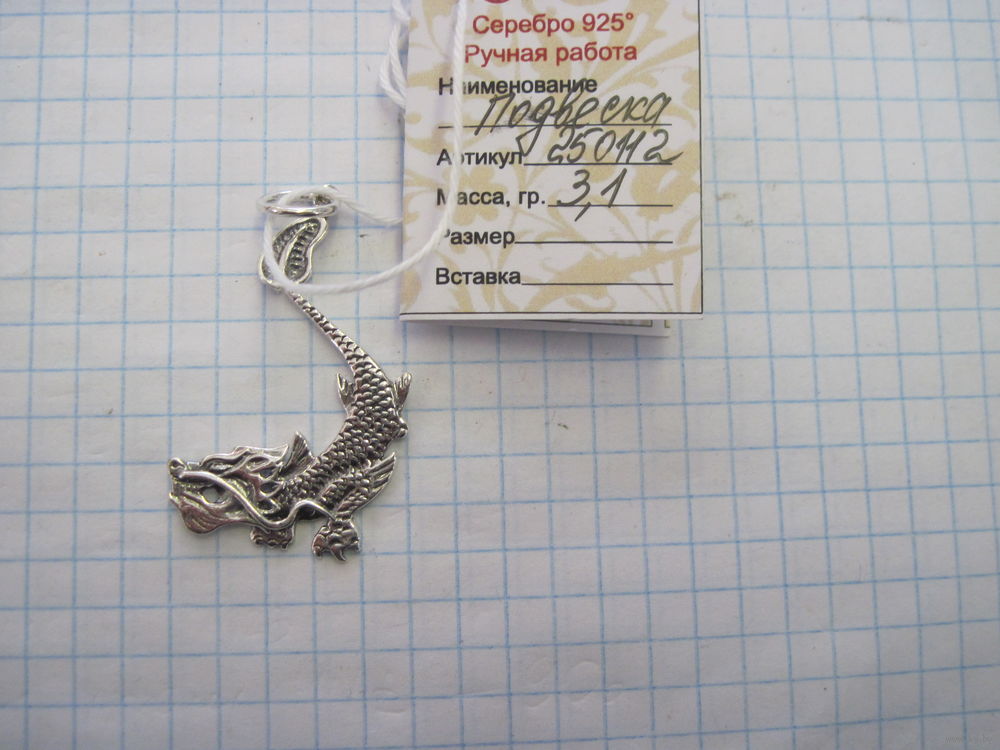 Серебро 925°
Ручная работа
Наименование
Подвеска
Артикул 250112
Масса, гр. 3,1
Размер
Вставка